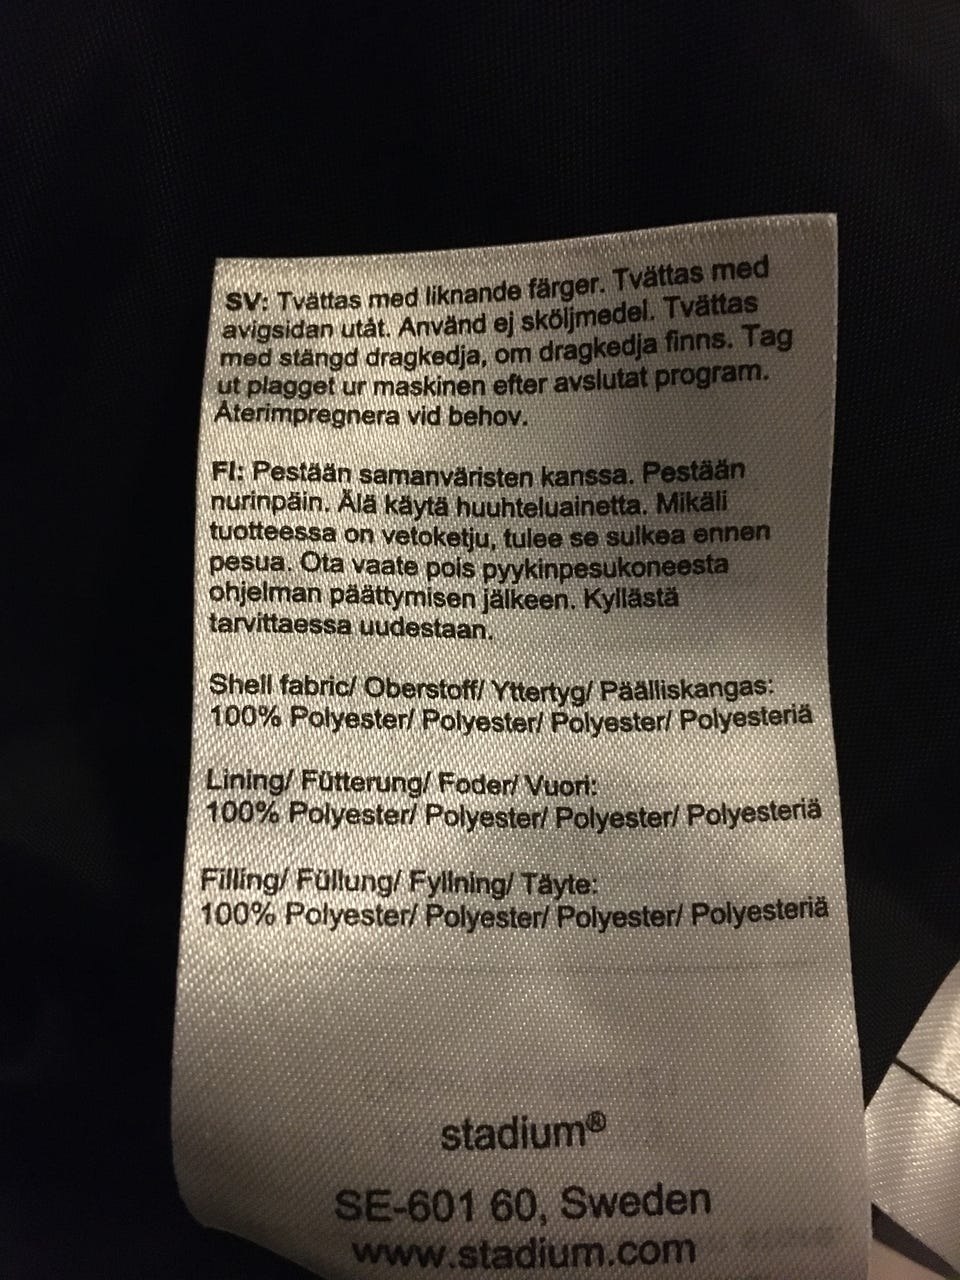 SV: Tvättas med liknande färger. Tvättas med
avigsidan utåt. Använd ej sköljmedel. Tvättas
med stängd dragkedja, om dragkedja finns. Tag
ut plagget ur maskinen efter avslutat program.
Återimpregnera vid behov.
FI: Pestään samanväristen kanssa. Pestään
nurinpäin. Älä käytä huuhteluainetta. Mikäli
tuotteessa on vetoketju, tulee se sulkea ennen
pesua. Ota vaate pois pyykinpesukoneesta
ohjelman päättymisen jälkeen. Kyllästä
tarvittaessa uudestaan.
Shell fabric/ Oberstoff/ Yttertyg/ Päälliskangas:
100% Polyester/ Polyester/ Polyester/ Polyesteriä
Lining/ Fütterung/ Foder/ Vuori:
100% Polyester/ Polyester/ Polyester/ Polyesteriä
Filling/ Füllung/ Fyllning/ Täyte:
100% Polyester/ Polyester/ Polyester/ Polyesteriä
stadium®
SE-601 60, Sweden
www.stadium.com